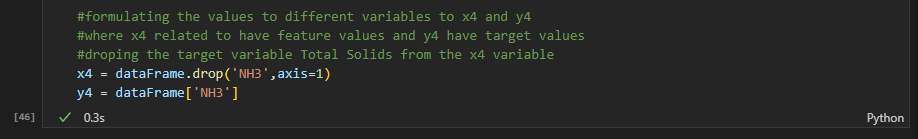 #formulating the values to different variables to x4 and y4
#where x4 related to have feature values and y4 have target values
#droping the target variable Total Solids from the x4 variable
x4 = dataFrame.drop('NH3',axis=1)
y4 = dataFrame['NH3']
[46] ✓ 0.3s Python